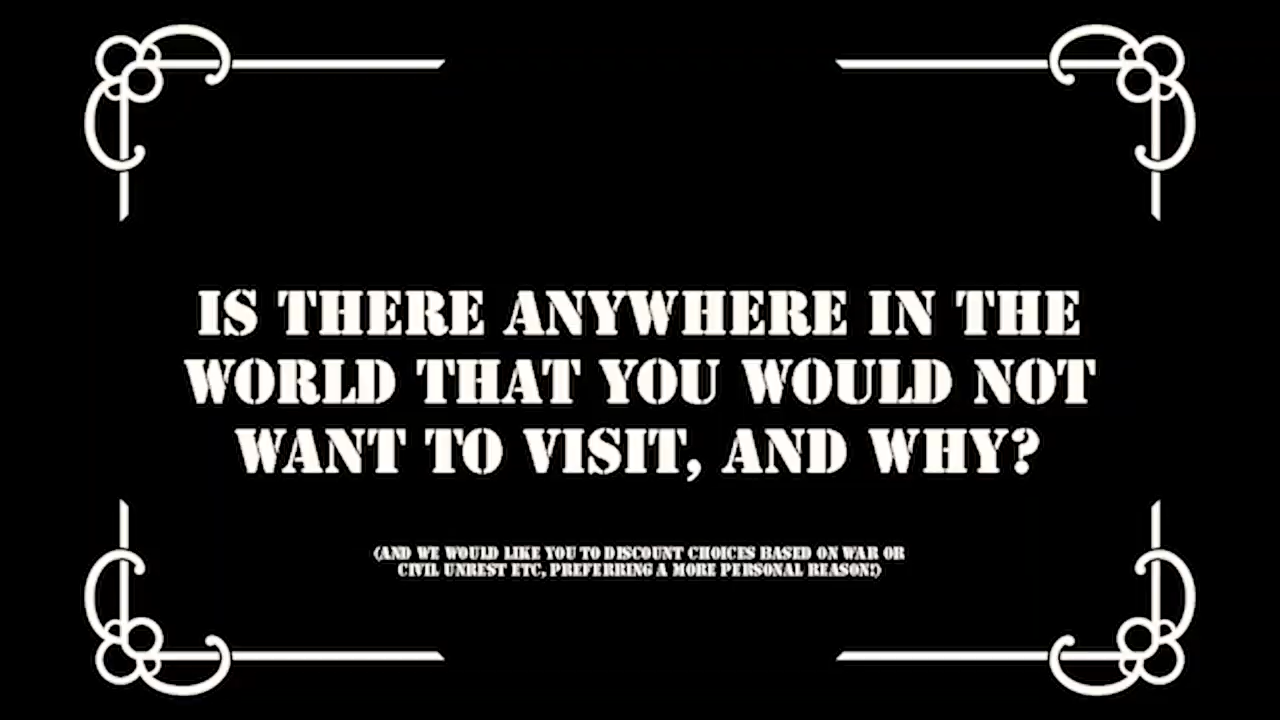 IS THERE ANYWHERE IN THE
WORLD THAT YOU WOULD NOT
WANT TO VISIT, AND WHY?
(AND WE WOULD LIKE YOU TO DISCOUNT CHOICES BASED ON WAR OR
CIVIL UNREST ETC, PREFERRING A MORE PERSONAL REASON!)